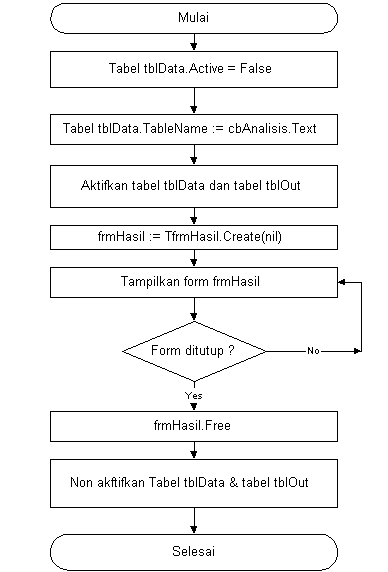 Mulai
Tabel tblData.Active = False
Tabel tblData.TableName := cbAnalisis.Text
Aktifkan tabel tblData dan tabel tblOut
frmHasil := TfrmHasil.Create(nil)
Tampilkan form frmHasil
Form ditutup ?
No
Yes
frmHasil.Free
Non akftifkan Tabel tblData & tabel tblOut
Selesai